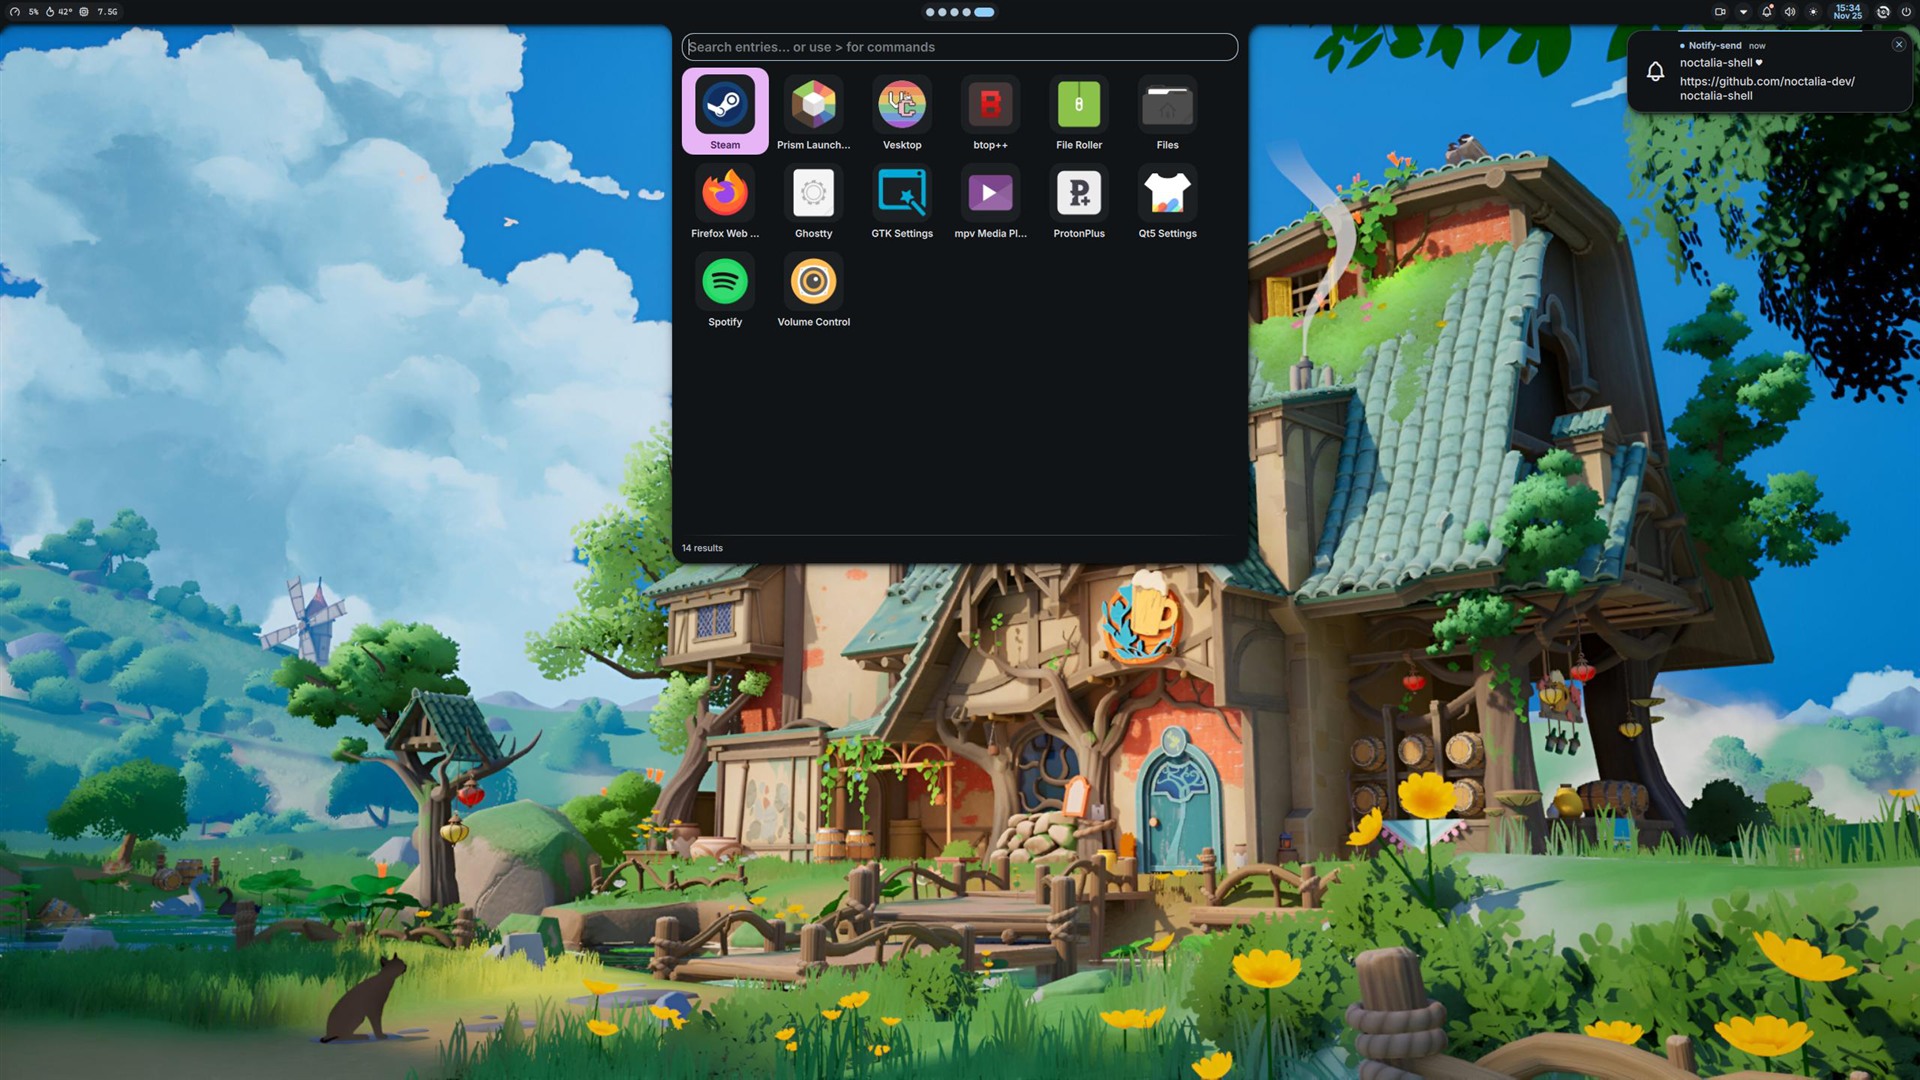 5% 42° 7.5G
15:34
Nov 25
Search entries... or use > for commands
Notify-send now
noctalia-shell ♥
https://github.com/noctalia-dev/
noctalia-shell
Steam Prism Launch... Vesktop btop++ File Roller Files
Firefox Web ... Ghostty GTK Settings mpv Media Pl... ProtonPlus Qt5 Settings
Spotify Volume Control
14 results